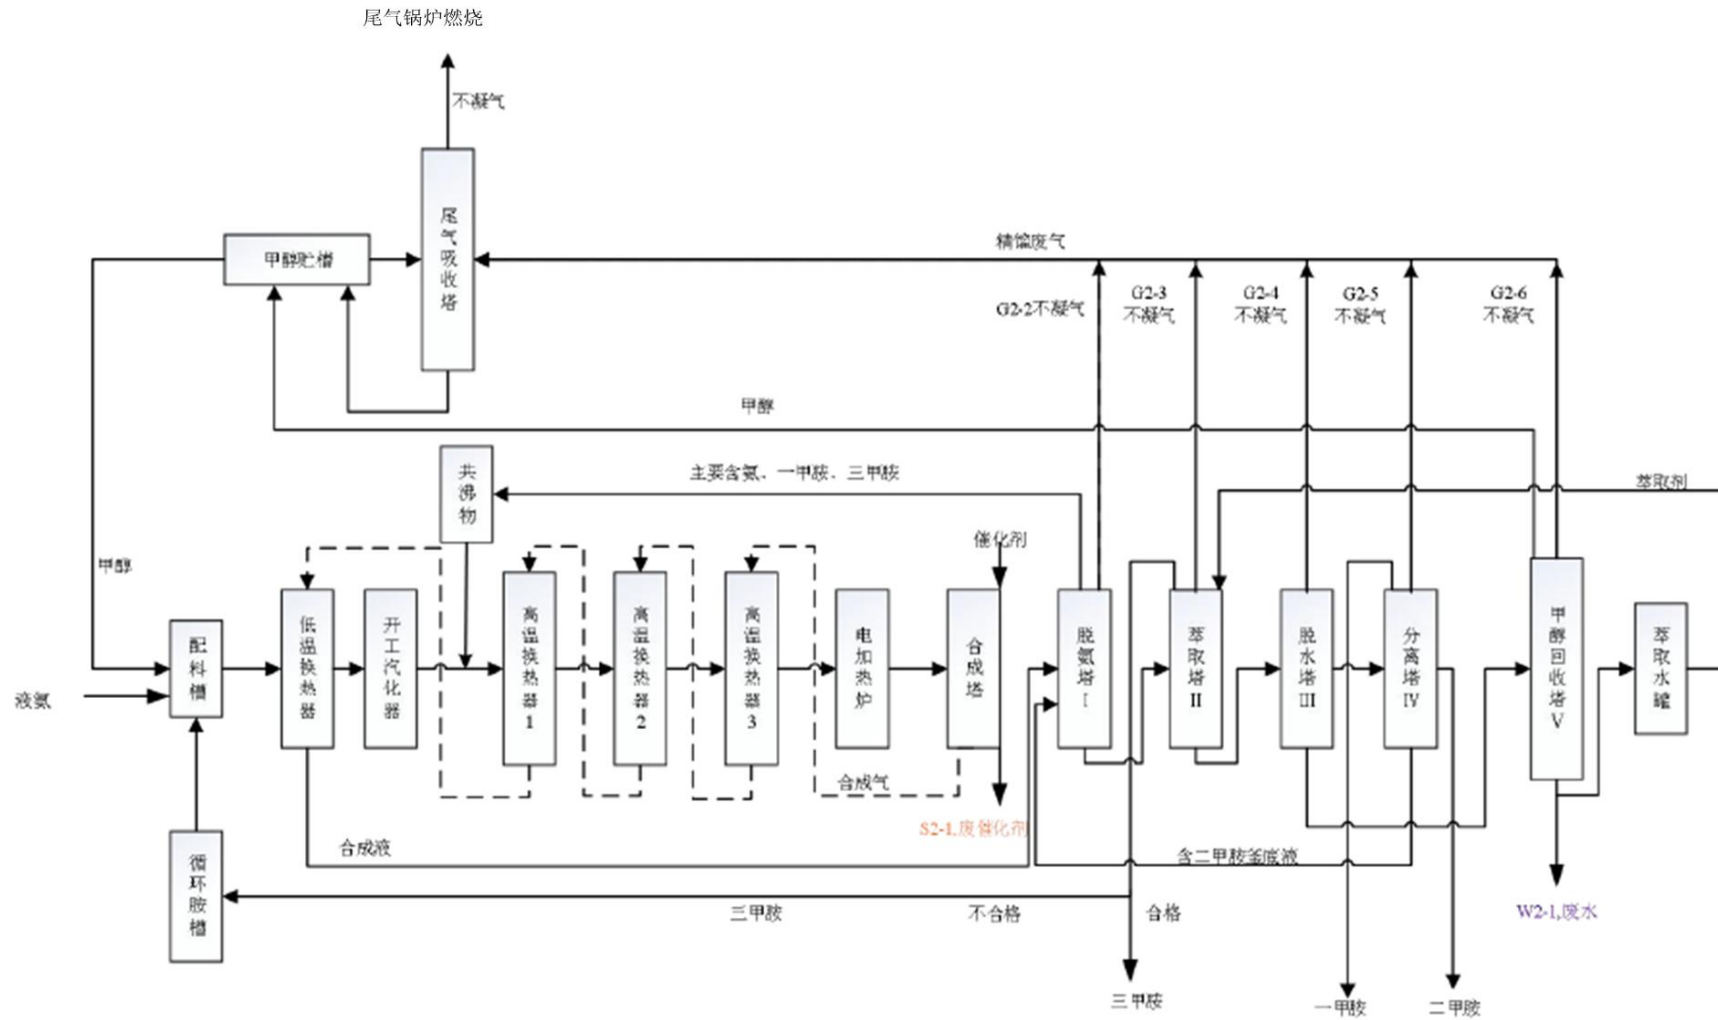 尾气锅炉燃烧
不凝气
尾气吸收塔
甲醇贮槽
精馏废气
G2-2不凝气
G2-3
不凝气
G2-4
不凝气
G2-5
不凝气
G2-6
不凝气
甲醇
共沸物
主要含氨、一甲胺、三甲胺
萃取剂
催化剂
甲醇
液氨
配料槽
低温换热器
开工汽化器
高温换热器1
高温换热器2
高温换热器3
电加热炉
合成塔
脱氨塔I
萃取塔II
脱水塔III
分离塔IV
甲醇回收塔V
萃取水罐
合成气
S2-1,废催化剂
合成液
含二甲胺釜底液
循环胺槽
三甲胺
不合格
合格
W2-1,废水
三甲胺
一甲胺
二甲胺